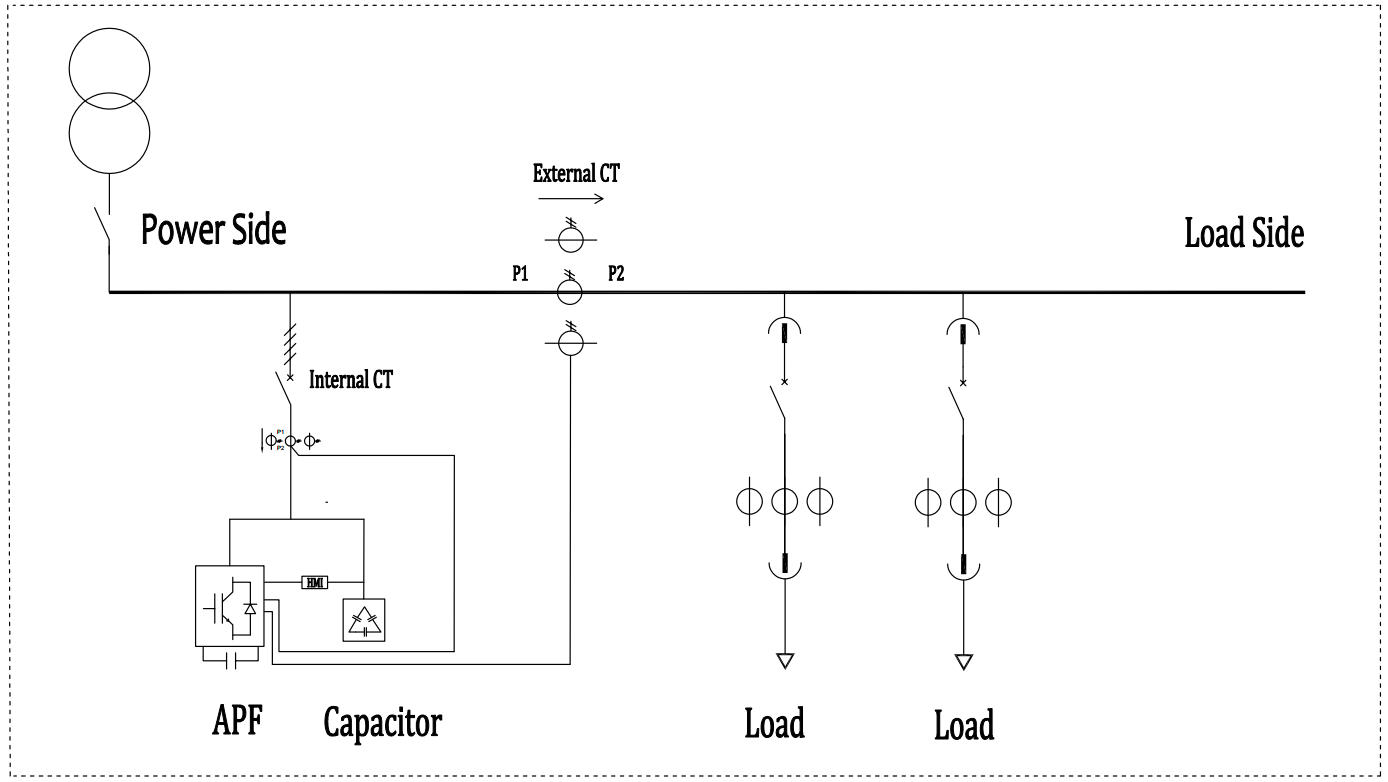 External CT
Power Side
Load Side
P1
P2
Internal CT
P1
P2
HMI
APF
Capacitor
Load
Load